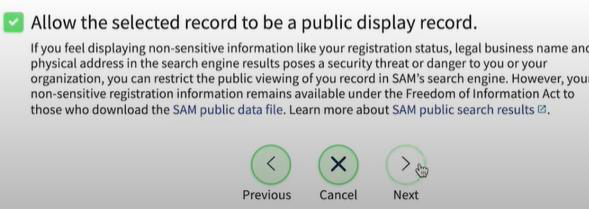 Allow the selected record to be a public display record.
If you feel displaying non-sensitive information like your registration status, legal business name and
physical address in the search engine results poses a security threat or danger to you or your
organization, you can restrict the public viewing of you record in SAM's search engine. However, you
non-sensitive registration information remains available under the Freedom of Information Act to
those who download the SAM public data file. Learn more about SAM public search results.
Previous Cancel Next